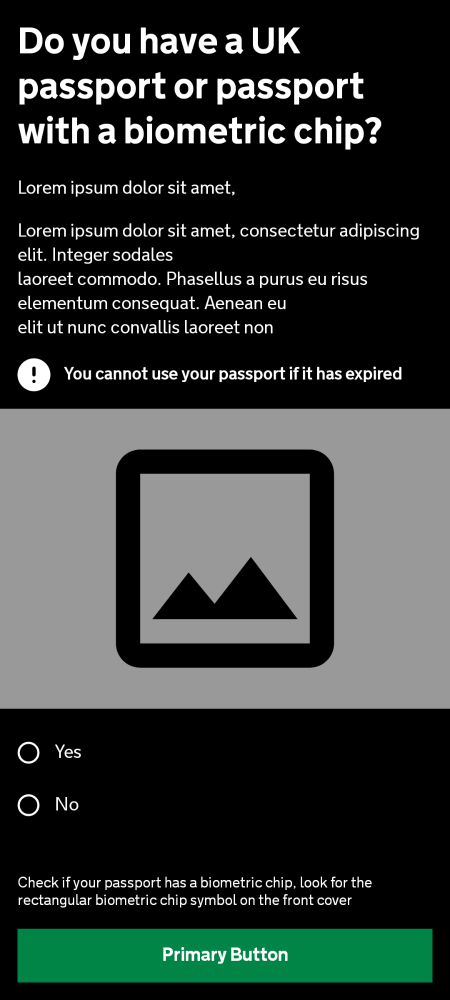 Do you have a UK
passport or passport
with a biometric chip?
Lorem ipsum dolor sit amet,
Lorem ipsum dolor sit amet, consectetur adipiscing
elit. Integer sodales
laoreet commodo. Phasellus a purus eu risus
elementum consequat. Aenean eu
elit ut nunc convallis laoreet non
! You cannot use your passport if it has expired
Yes
No
Check if your passport has a biometric chip, look for the
rectangular biometric chip symbol on the front cover
Primary Button